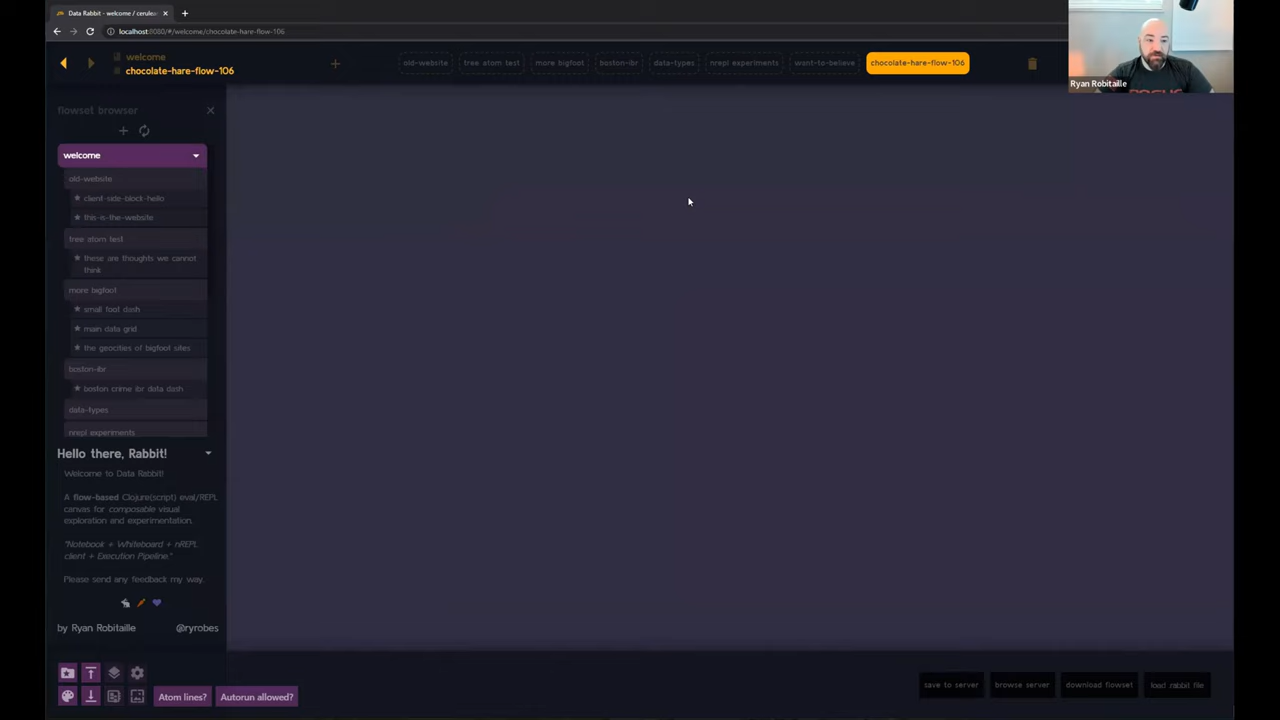 Data Rabbit - welcome / cerulea
localhost:8080/#/welcome/chocolate-hare-flow-106
welcome
chocolate-hare-flow-106
old-website
tree atom test
more bigfoot
boston-ibr
data-types
nrepl experiments
want-to-believe
chocolate-hare-flow-106
Ryan Robitaille
flowset browser
welcome
old-website
client-side-block-hello
this-is-the-website
tree atom test
these are thoughts we cannot
think
more bigfoot
small foot dash
main data grid
the geocities of bigfoot sites
boston-ibr
boston crime ibr data dash
data-types
nrepl experiments
Hello there, Rabbit!
Welcome to Data Rabbit!
A flow-based Clojure(script) eval/REPL
canvas for composable visual
exploration and experimentation.
"Notebook + Whiteboard + nREPL
client + Execution Pipeline."
Please send any feedback my way.
by Ryan Robitaille @ryrobes
Atom lines?
Autorun allowed?
save to server
browse server
download flowset
load rabbit file